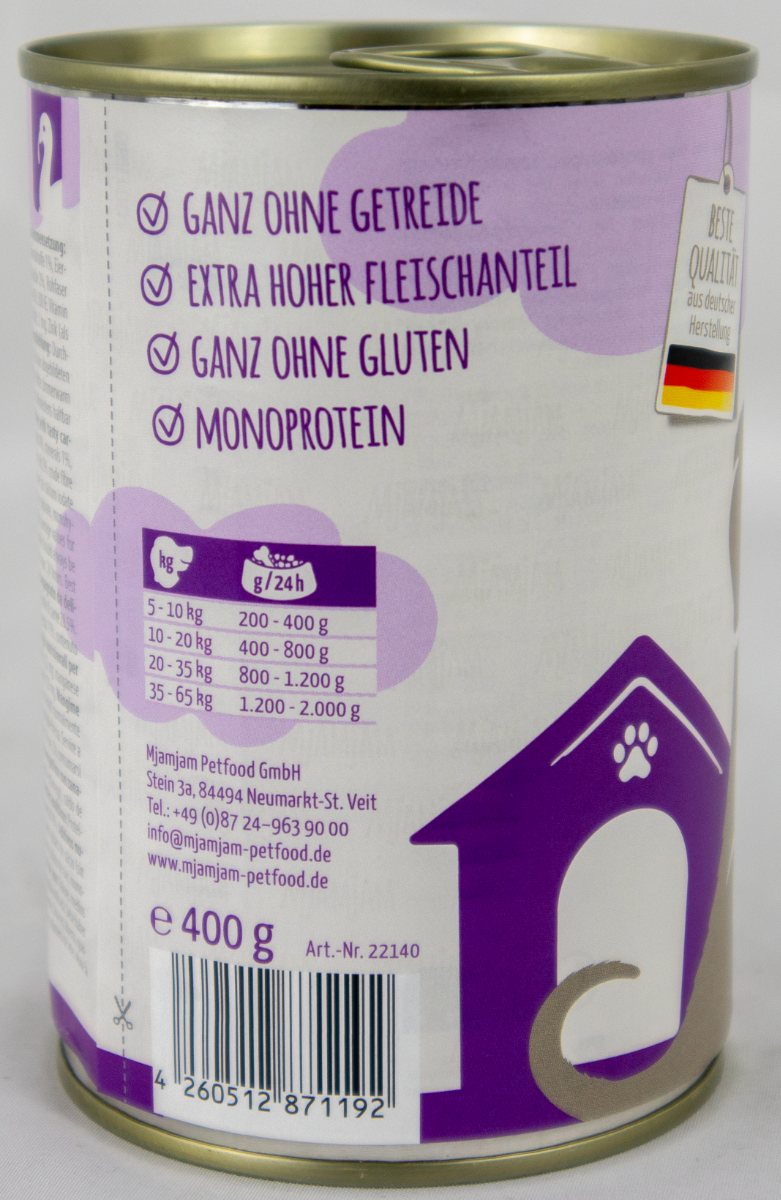 GANZ OHNE GETREIDE
EXTRA HOHER FLEISCHANTEIL
GANZ OHNE GLUTEN
MONOPROTEIN
BESTE
QUALITÄT
aus deutscher
Herstellung
kg g/24h
5 - 10 kg 200 - 400 g
10 - 20 kg 400 - 800 g
20 - 35 kg 800 - 1.200 g
35 - 65 kg 1.200 - 2.000 g
Mjamjam Petfood GmbH
Stein 3a, 84494 Neumarkt-St. Veit
Tel.: +49 (0)87 24–963 90 00
info@mjamjam-petfood.de
www.mjamjam-petfood.de
e 400 g Art.-Nr. 22140
4 260512 871192